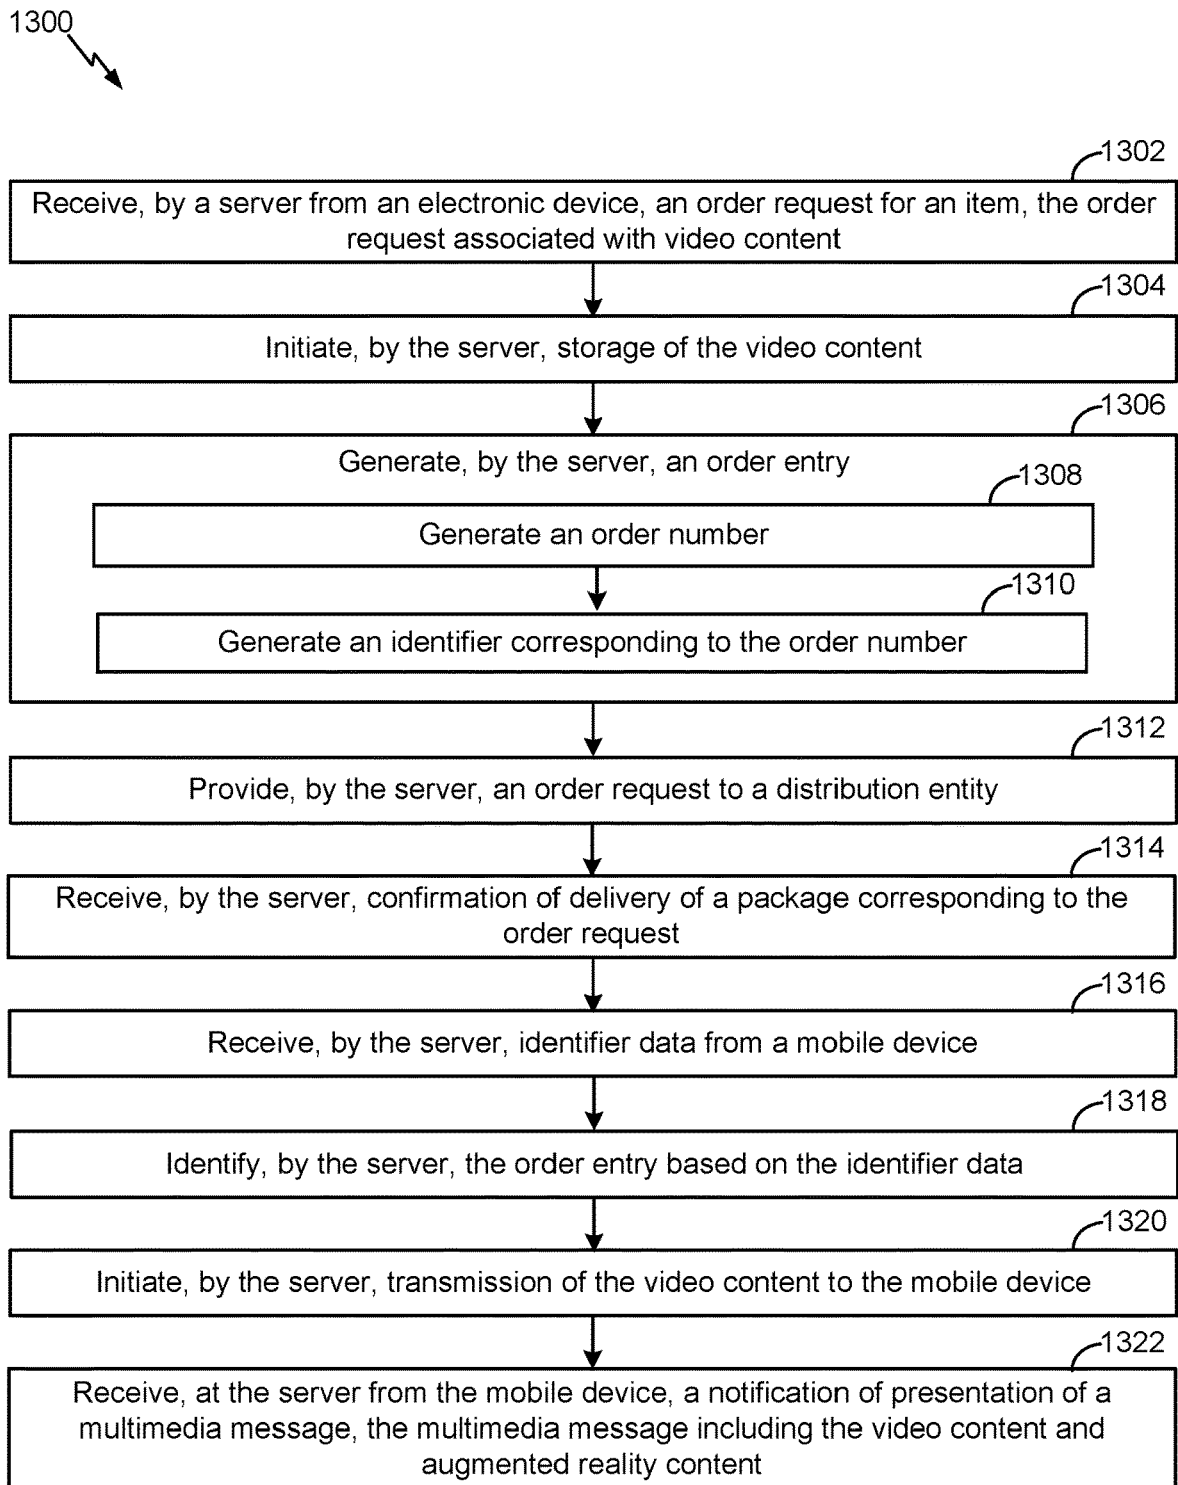 1300
1302
Receive, by a server from an electronic device, an order request for an item, the order
request associated with video content
1304
Initiate, by the server, storage of the video content
1306
Generate, by the server, an order entry
1308
Generate an order number
1310
Generate an identifier corresponding to the order number
1312
Provide, by the server, an order request to a distribution entity
1314
Receive, by the server, confirmation of delivery of a package corresponding to the
order request
1316
Receive, by the server, identifier data from a mobile device
1318
Identify, by the server, the order entry based on the identifier data
1320
Initiate, by the server, transmission of the video content to the mobile device
1322
Receive, at the server from the mobile device, a notification of presentation of a
multimedia message, the multimedia message including the video content and
augmented reality content